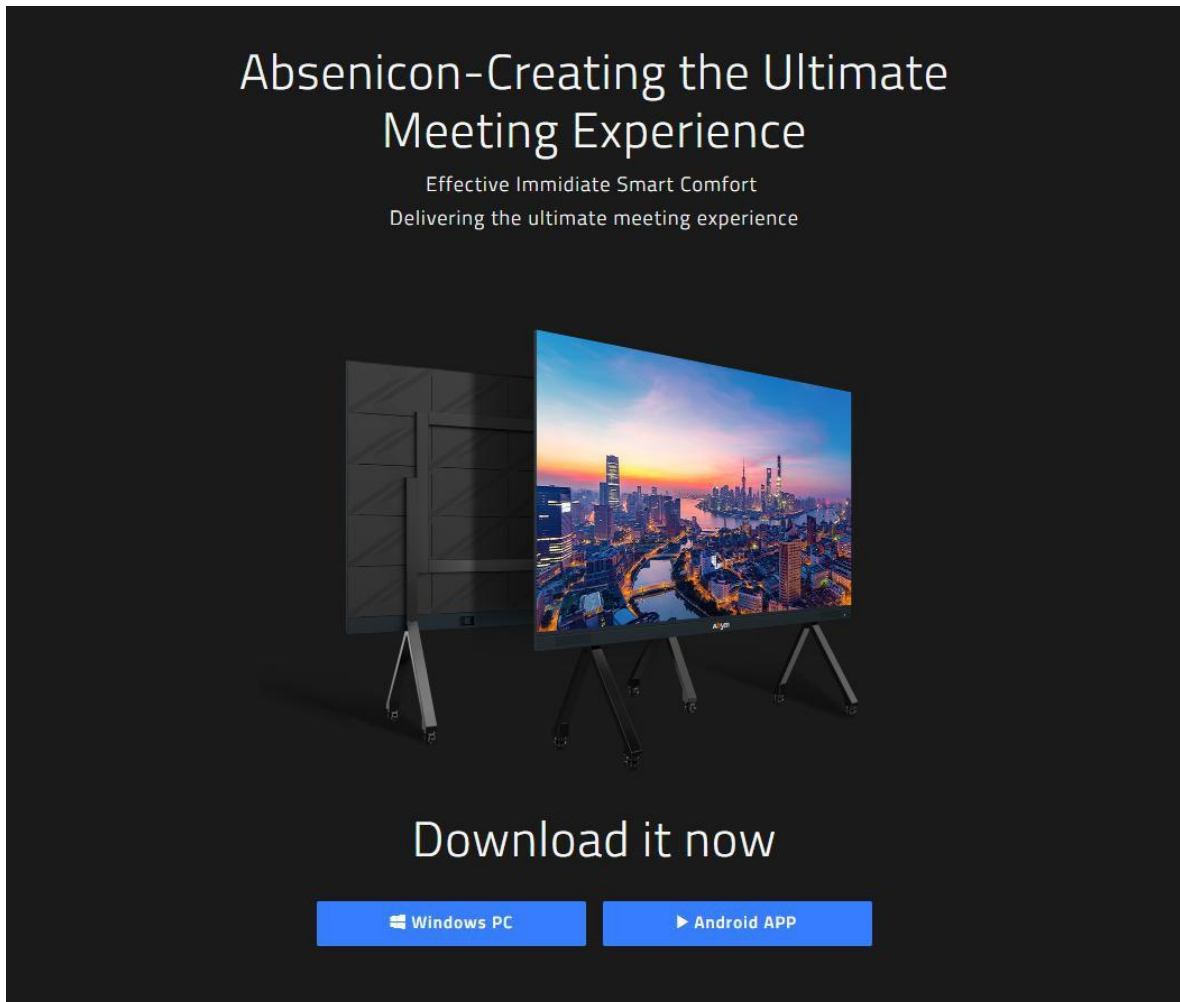 Absenicon-Creating the Ultimate
Meeting Experience
Effective Immidiate Smart Comfort
Delivering the ultimate meeting experience
Download it now
Windows PC
Android APP